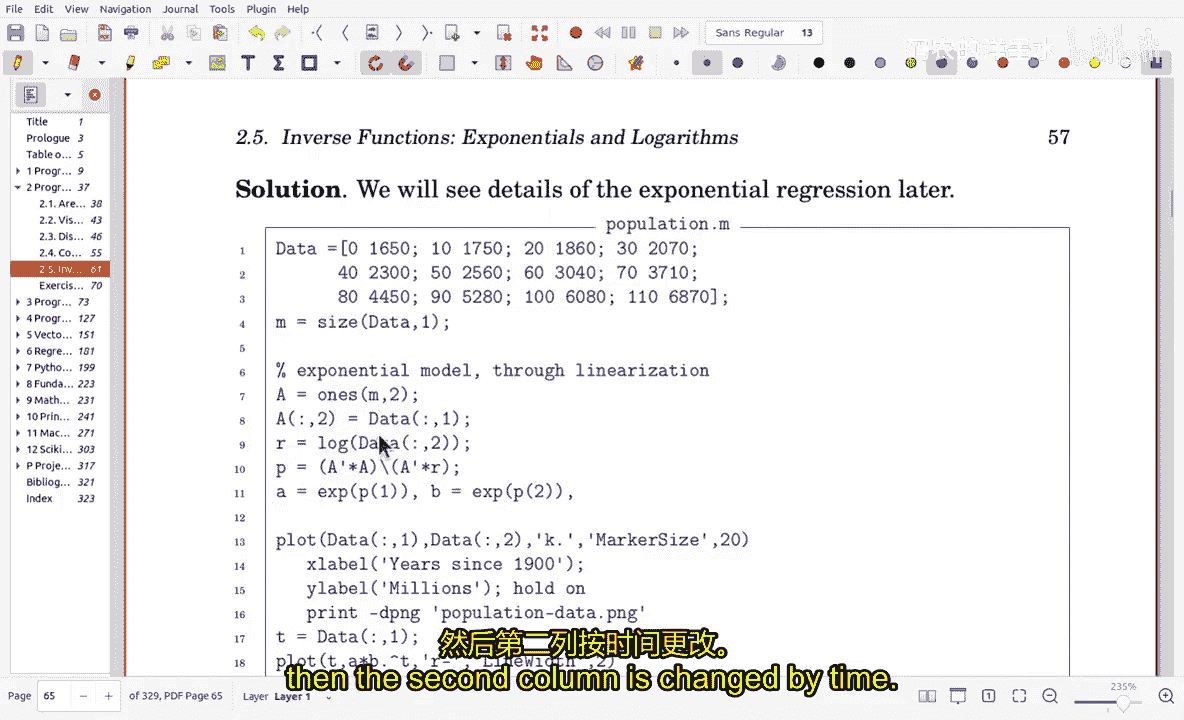 File Edit View Navigation Journal Tools Plugin Help
Sans Regular 13
Title 1
Prologue 3
Table o... 5
1 Progr... 9
2 Progr... 37
2.1. Are... 38
2.2. Vis... 43
2.3. Dis... 46
2.4. Co... 55
2.5. Inv... 61
Exercis... 70
3 Progr... 73
4 Progr... 127
5 Vecto... 151
6 Regre... 181
7 Pytho... 199
8 Funda... 223
9 Math... 231
10 Prin... 241
11 Mac... 271
12 Sciki... 303
P Proje... 317
Bibliog... 321
Index 323
2.5. Inverse Functions: Exponentials and Logarithms 57
Solution. We will see details of the exponential regression later.
population.m
1 Data =[0 1650; 10 1750; 20 1860; 30 2070;
2 40 2300; 50 2560; 60 3040; 70 3710;
3 80 4450; 90 5280; 100 6080; 110 6870];
4 m = size(Data,1);
5
6 % exponential model, through linearization
7 A = ones(m,2);
8 A(:,2) = Data(:,1);
9 r = log(Data(:,2));
10 p = (A'*A)\(A'*r);
11 a = exp(p(1)), b = exp(p(2)),
12
13 plot(Data(:,1),Data(:,2),'k.','MarkerSize',20)
14 xlabel('Years since 1900');
15 ylabel('Millions'); hold on
16 print -dpng 'population-data.png'
17 t = Data(:,1);
18 plot(t,a*b.^t,'r-','LineWidth',2)
然后第二列按时间更改。
then the second column is changed by time.
Page 65 − + of 329, PDF Page 65 Layer Layer 1 235%